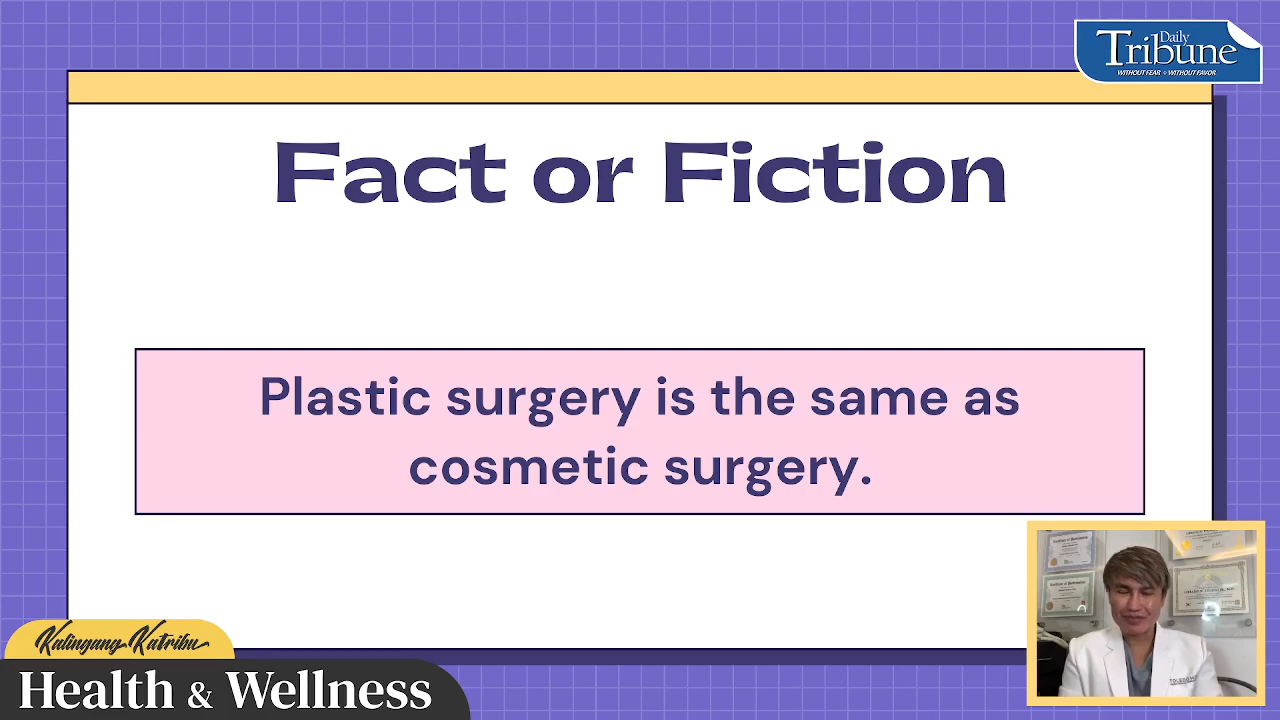 Daily
Tribune
WITHOUT FEAR • WITHOUT FAVOR
Fact or Fiction
Plastic surgery is the same as
cosmetic surgery.
Kalingang Katribu
Health & Wellness